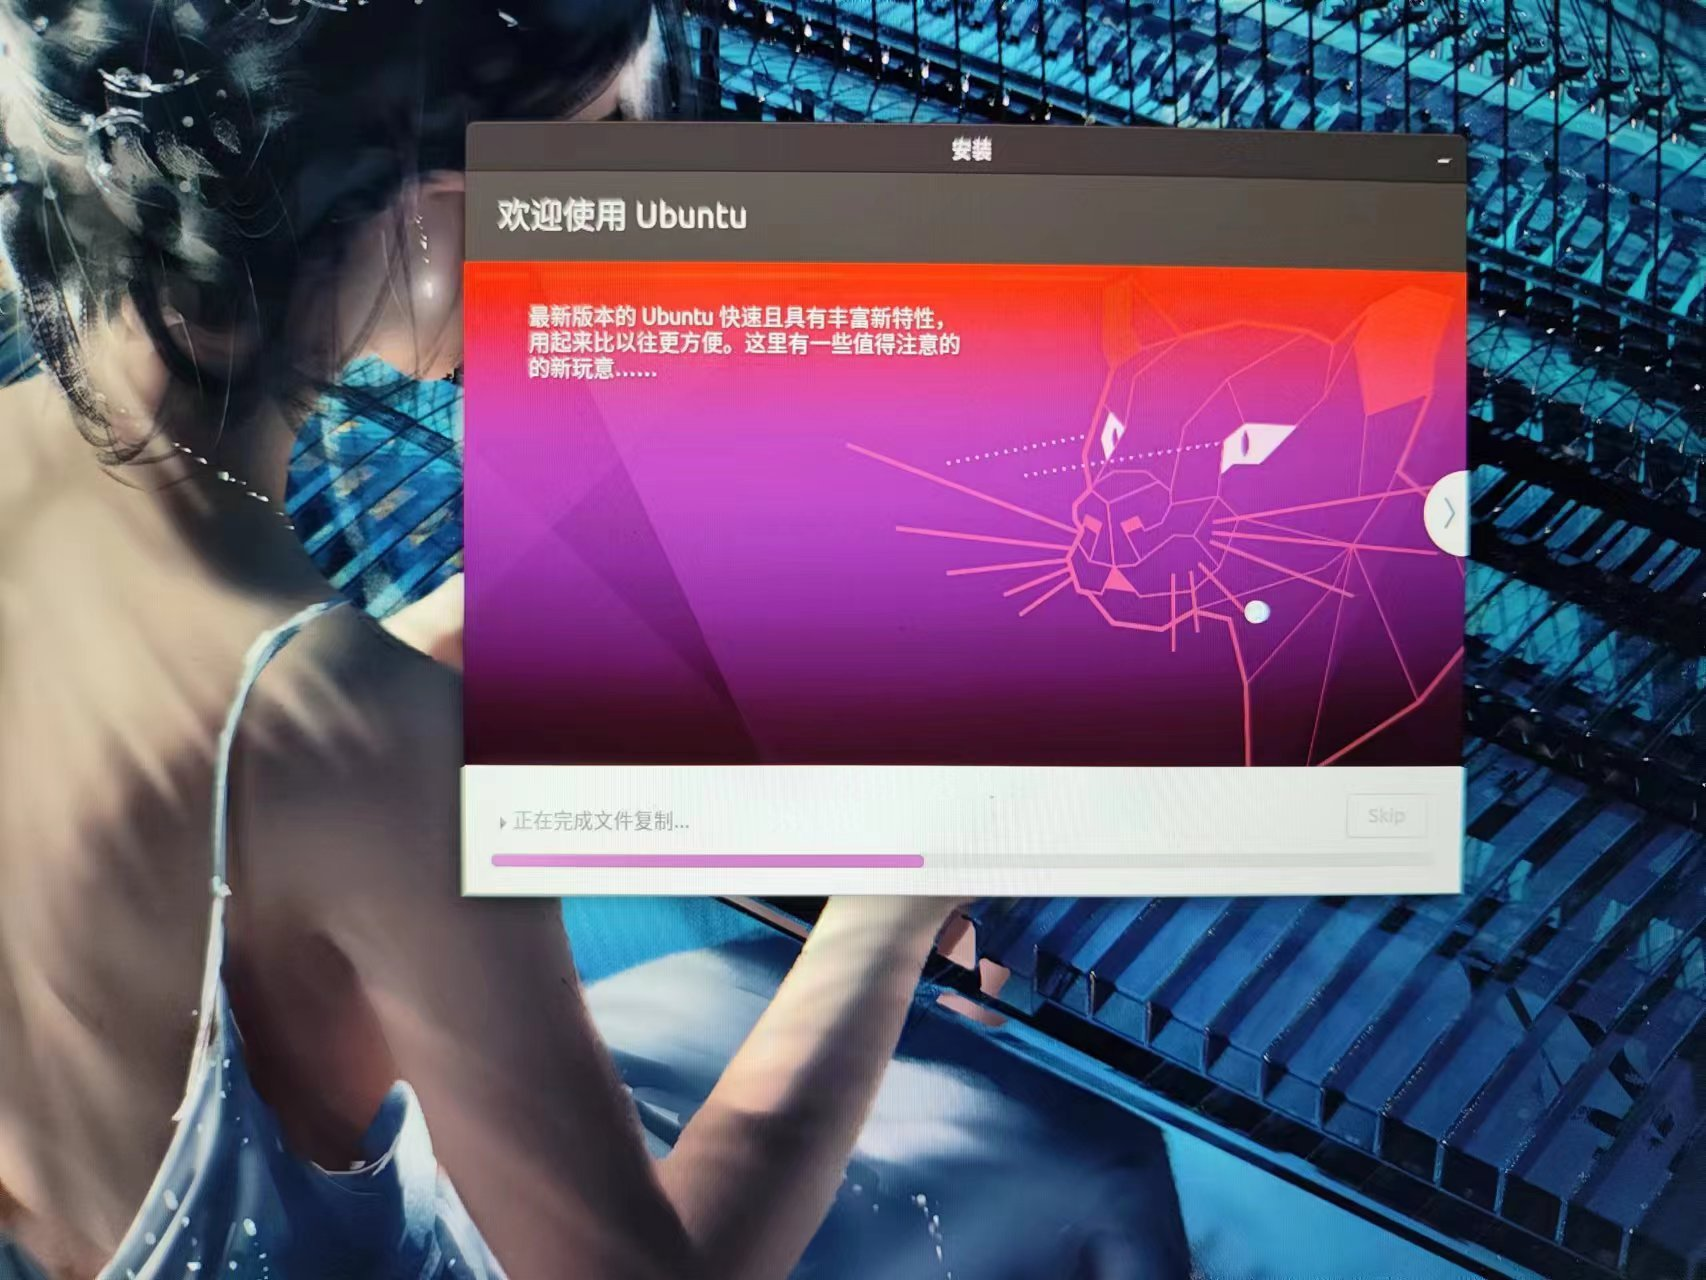 安装
欢迎使用 Ubuntu
最新版本的 Ubuntu 快速且具有丰富新特性，
用起来比以往更方便。这里有一些值得注意的
的新玩意……
正在完成文件复制...
Skip